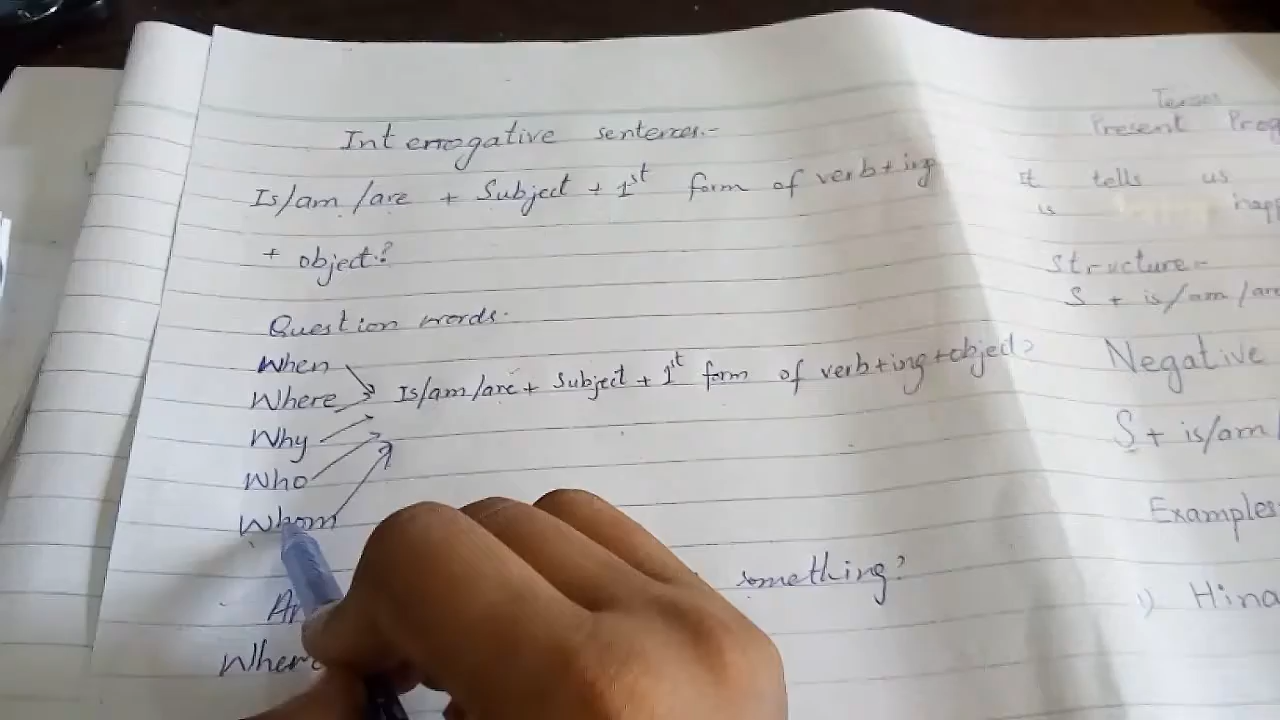 Interrogative sentences:-
Is/am/are + Subject + 1st form of verb+ing
+ object?
Question words.
When
Where Is/am/are + Subject + 1st form of verb+ing+object?
Why
Who
Whom
something?
Tenses
Present
It tells us
is
Structure:-
S + is/am/are
Negative
S + is/am/
Examples
1) Hina